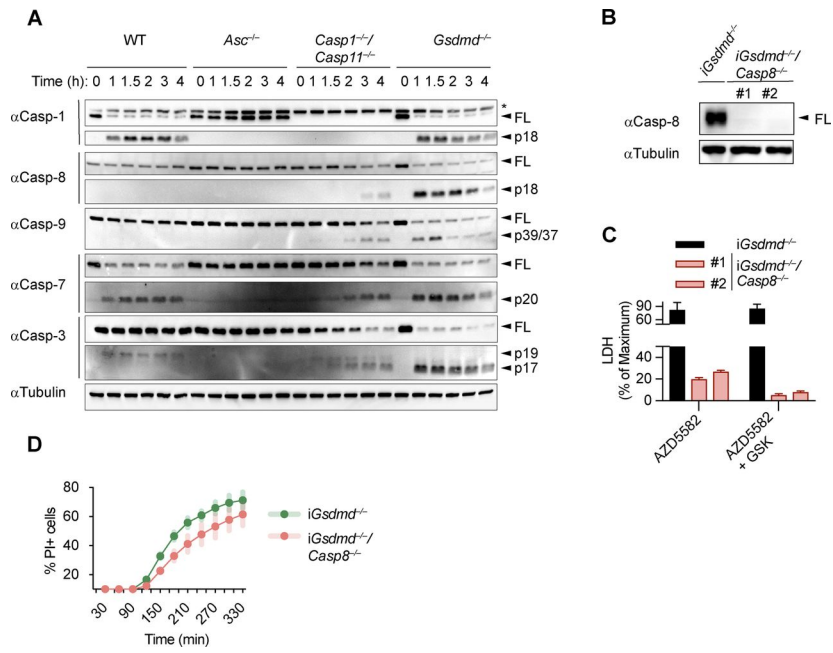 A
WT Asc–/– Casp1–/–/ Casp11–/– Gsdmd–/–
Time (h): 0 1 1.5 2 3 4 0 1 1.5 2 3 4 0 1 1.5 2 3 4 0 1 1.5 2 3 4
αCasp-1
*
FL
p18
αCasp-8
FL
p18
αCasp-9
FL
p39/37
αCasp-7
FL
p20
αCasp-3
FL
p19
p17
αTubulin
B
iGsdmd–/–
iGsdmd–/–/
Casp8–/–
#1 #2
αCasp-8
FL
αTubulin
C
iGsdmd–/–
#1
#2
iGsdmd–/–/
Casp8–/–
LDH
(% of Maximum)
90
60
40
20
0
AZD5582
AZD5582
+ GSK
D
% PI+ cells
80
60
40
20
30 90 150 210 270 330
Time (min)
iGsdmd–/–
iGsdmd–/–/
Casp8–/–